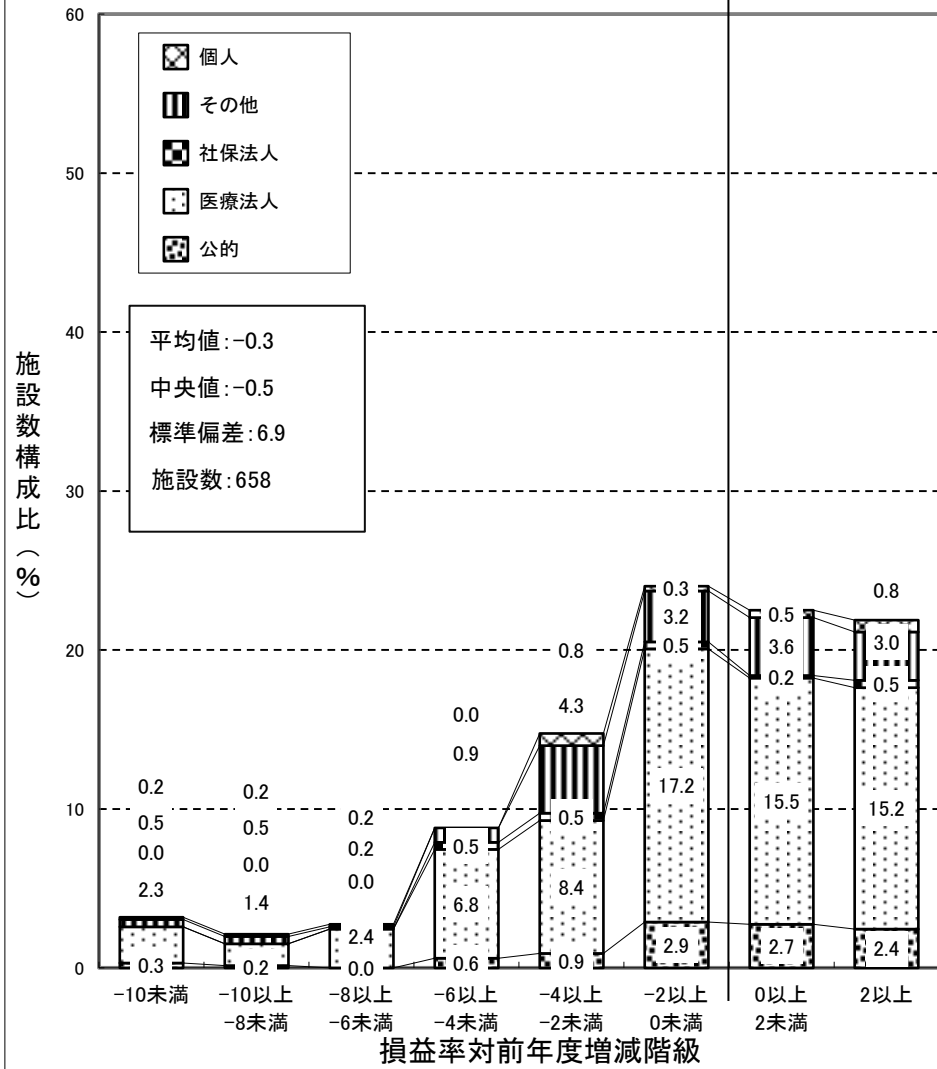 60
50
40
30
20
10
0
施設数構成比（％）
個人
その他
社保法人
医療法人
公的
平均値:-0.3
中央値:-0.5
標準偏差:6.9
施設数:658
0.2
0.5
0.0
2.3
0.3
0.2
0.5
0.0
1.4
0.2
0.2
0.2
0.0
2.4
0.0
0.0
0.9
0.5
6.8
0.6
0.8
4.3
0.5
8.4
0.9
0.3
3.2
0.5
17.2
2.9
0.5
3.6
0.2
15.5
2.7
0.8
3.0
0.5
15.2
2.4
-10未満
-10以上
-8未満
-8以上
-6未満
-6以上
-4未満
-4以上
-2未満
-2以上
0未満
0以上
2未満
2以上
損益率対前年度増減階級